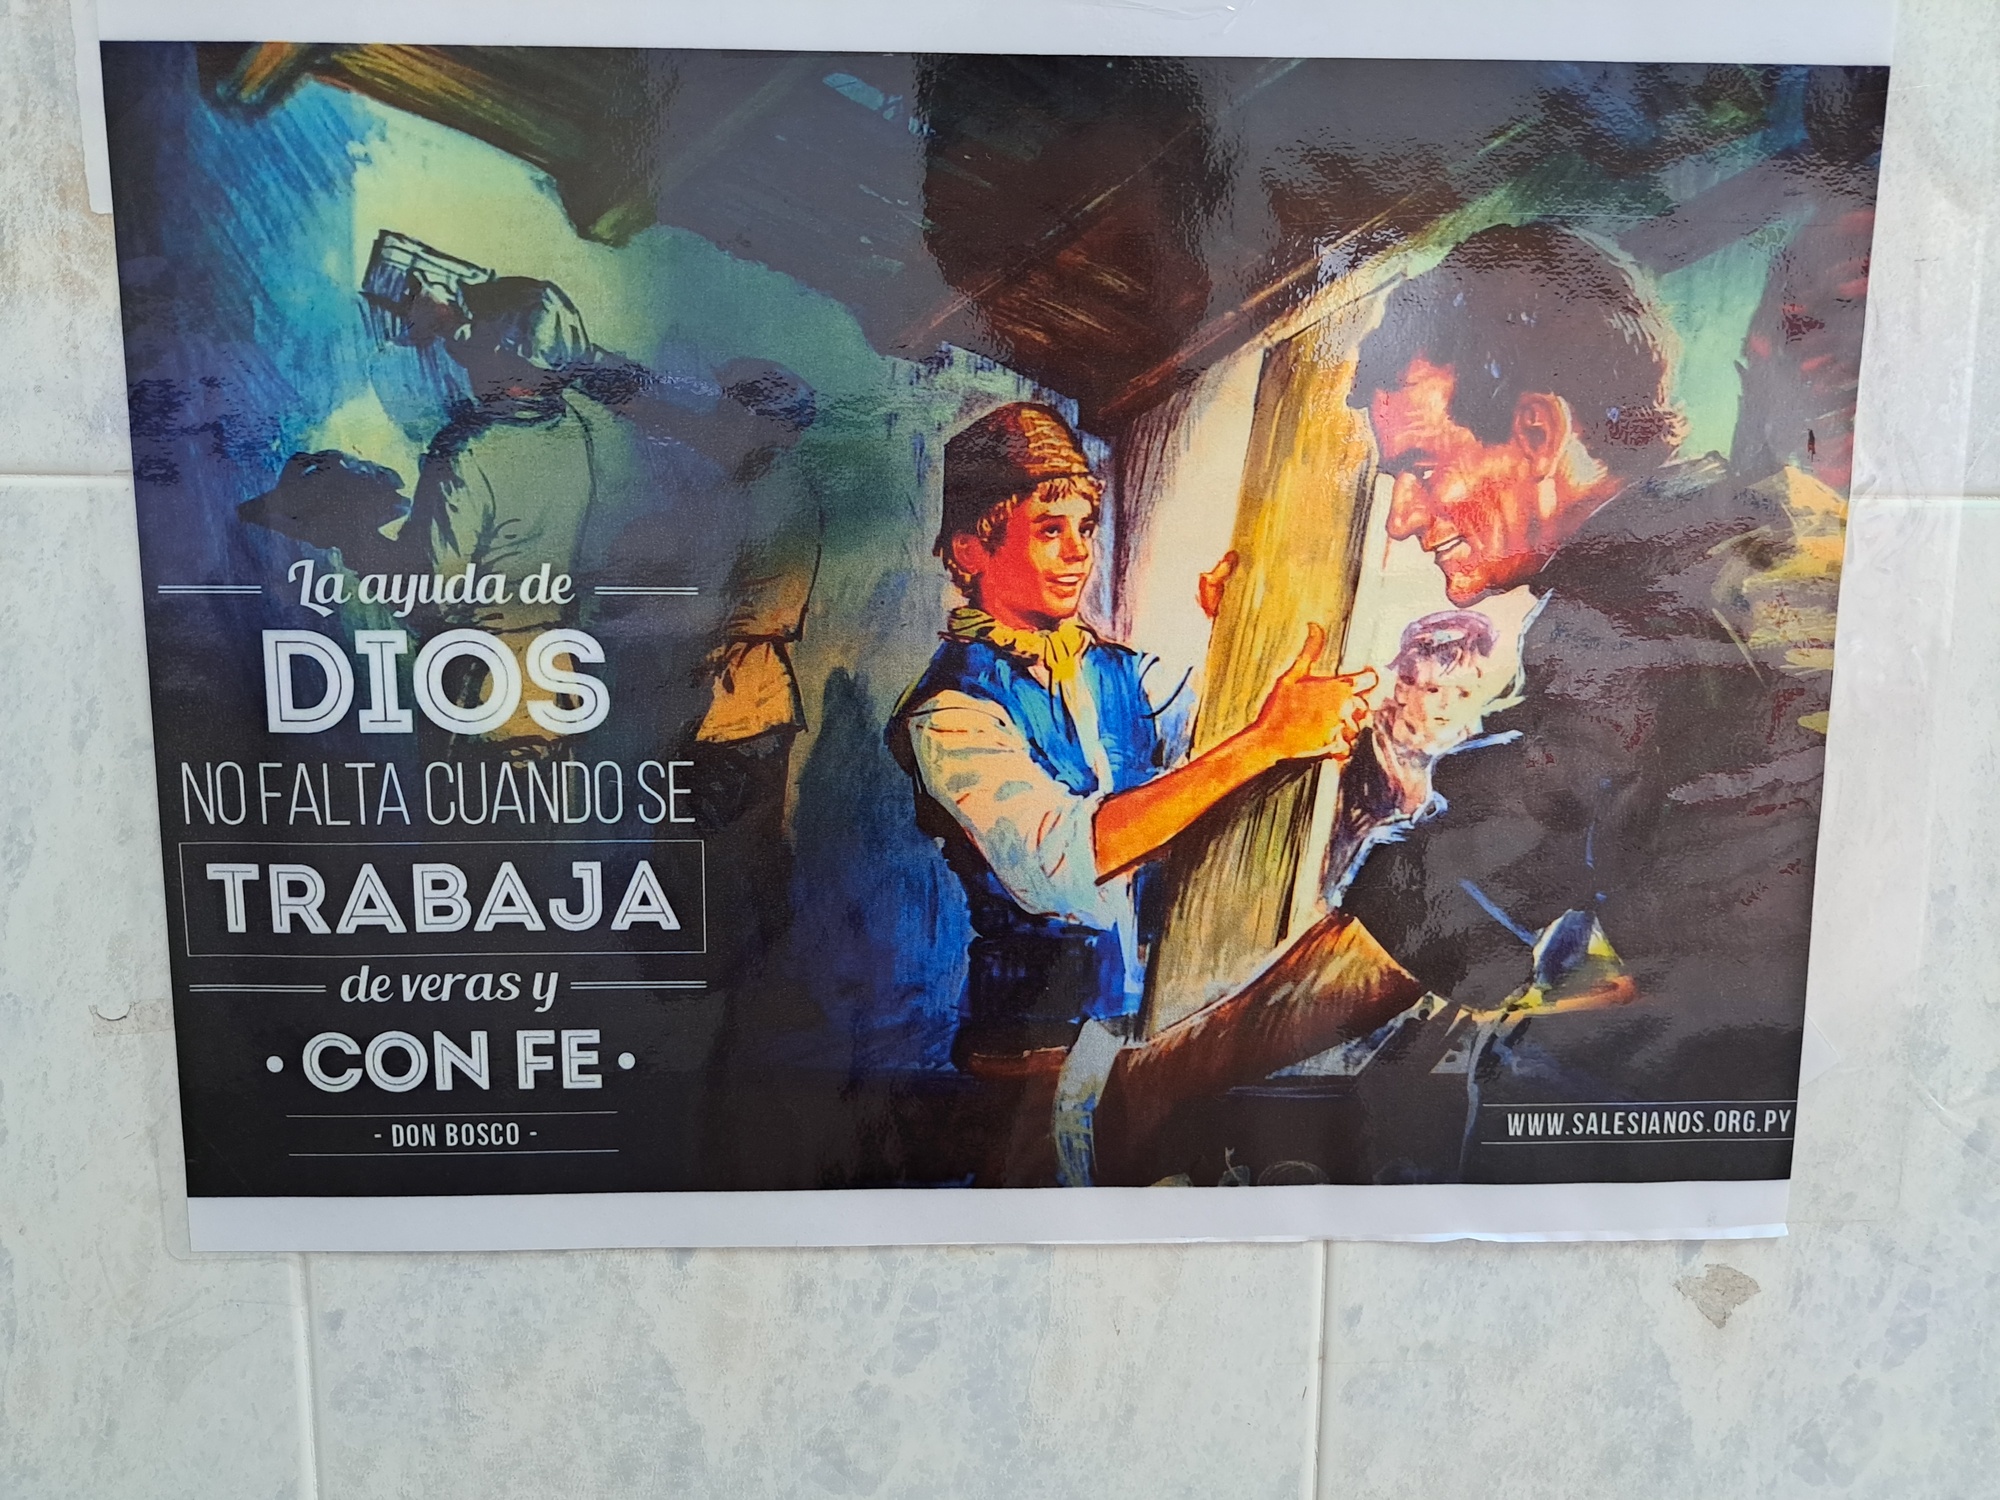 La ayuda de
DIOS
NO FALTA CUANDO SE
TRABAJA
de veras y
• CON FE •
- DON BOSCO -
WWW.SALESIANOS.ORG.PY